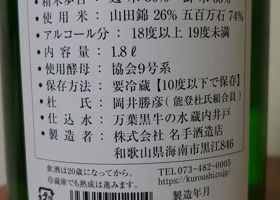 ●使用米：山田錦 26% 五百万石74%
●アルコール分：18度以上 19度未満
●内容量：1.8ℓ
●使用酵母：協会9号系
●保存方法：要冷蔵【10度以下で保存】
●杜氏：岡井勝彦(能登杜氏組合員)
●仕込水：万葉黒牛の水 蔵内井戸
●製造者：株式会社 名手酒造店
和歌山県海南市黒江846
TEL.073-482-0005
https://kuroushi.co.jp/
飲酒は20歳になってから。
冷蔵庫でも熟成は進みます。
製造年月